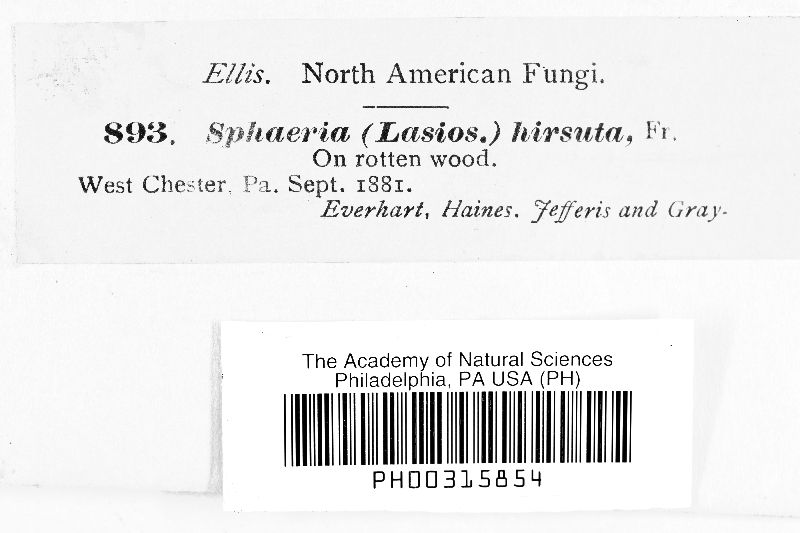 Ellis. North American Fungi.
893. Sphaeria (Lasios.) hirsuta, Fr.
On rotten wood.
West Chester, Pa. Sept. 1881.
Everhart, Haines. Jefferis and Gray.
The Academy of Natural Sciences
Philadelphia, PA USA (PH)
PH00315854